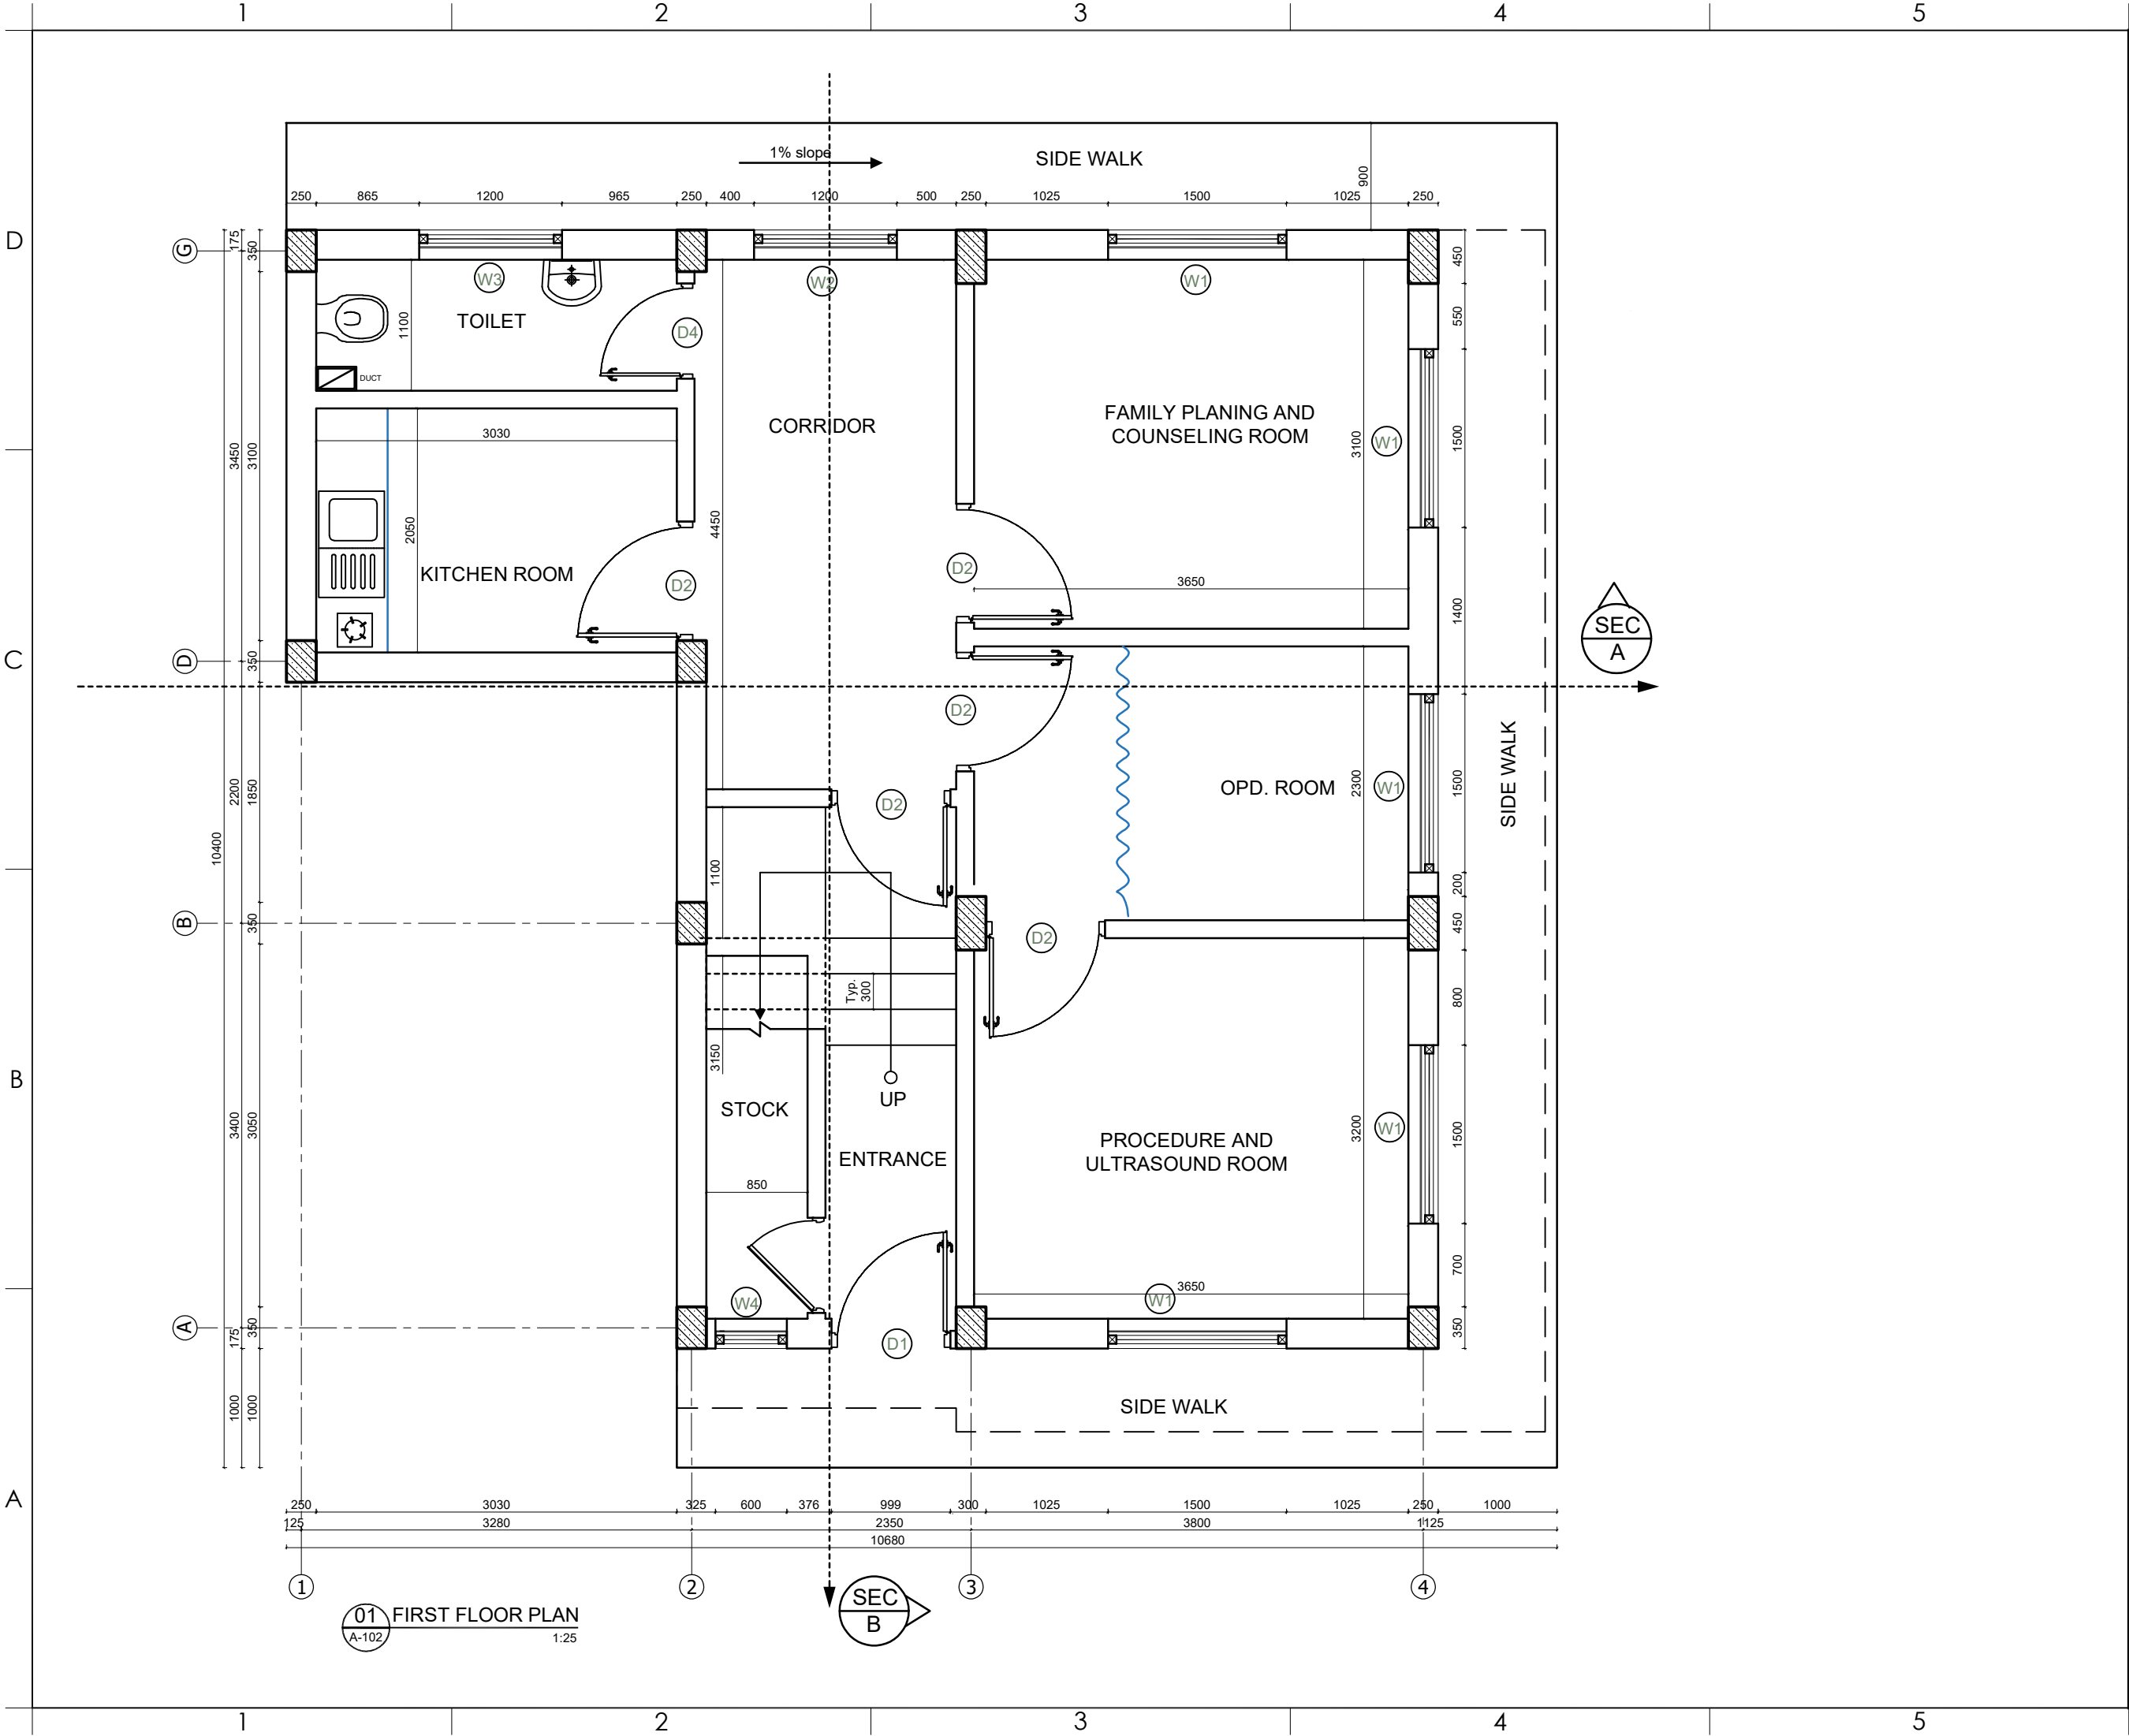 1 2 3 4 5
1% slope
SIDE WALK
900
250 865 1200 965 250 400 1200 500 250 1025 1500 1025 250
D
G
175
350
450
W3
W2
W1
TOILET
D4
550
1100
DUCT
CORRIDOR
FAMILY PLANING AND
COUNSELING ROOM
3030
W1
3450
3100
3100
1500
2050
4450
KITCHEN ROOM
D2
D2
3650
1400
SEC
A
C
D
350
D2
2200
1850
OPD. ROOM
2300
W1
1500
SIDE WALK
D2
10400
1100
200
B
350
450
D2
Typ.
300
800
3150
B
UP
STOCK
ENTRANCE
3400
3050
PROCEDURE AND
ULTRASOUND ROOM
3200
W1
1500
850
700
W4
3650
W1
A
175
350
D1
350
1000
1000
SIDE WALK
A
250 3030 325 600 376 999 300 1025 1500 1025 250 1000
125 3280 2350 3800 1125
10680
1 2 3 4
SEC
B
01 FIRST FLOOR PLAN
A-102 1:25
1 2 3 4 5